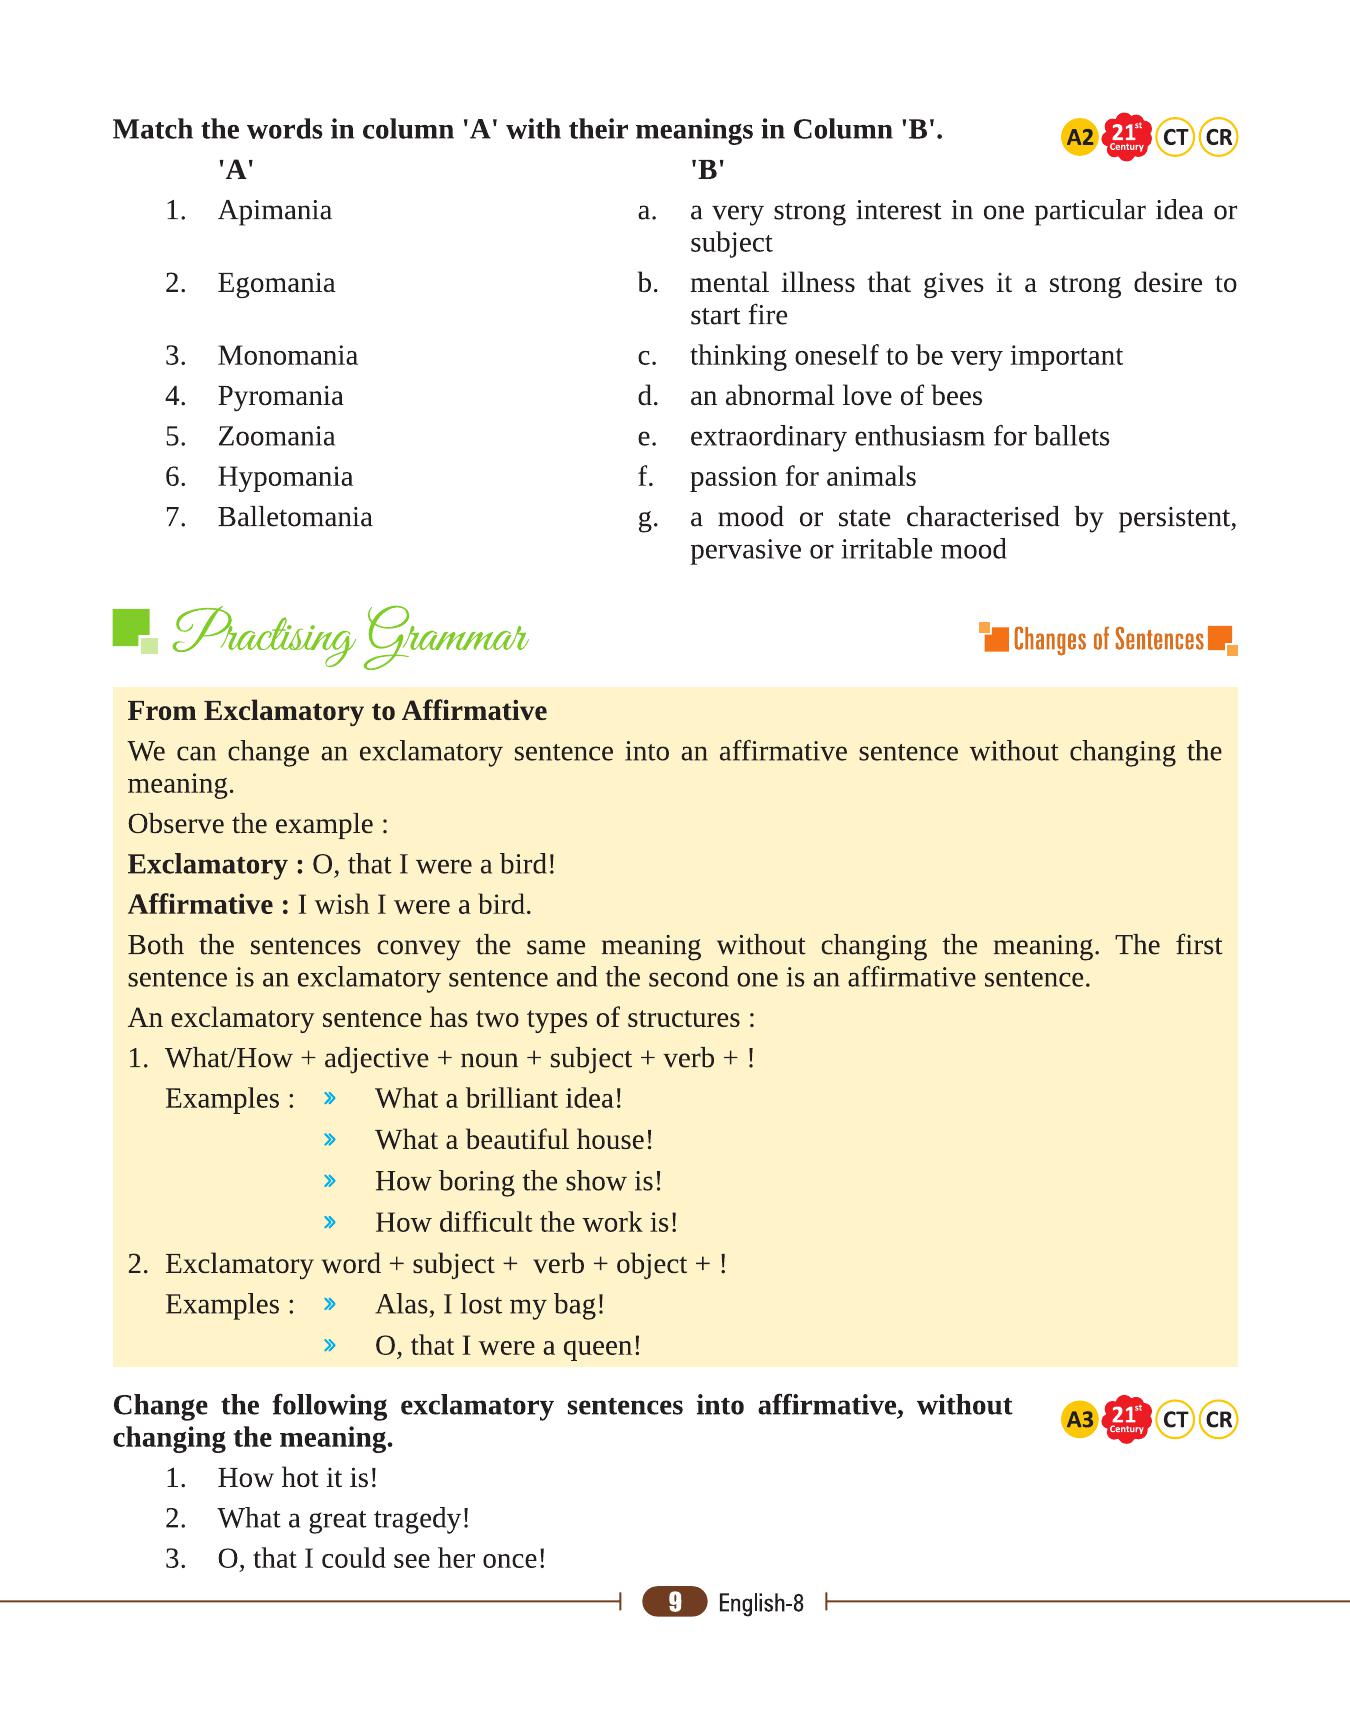 Match the words in column 'A' with their meanings in Column 'B'.
A2 21st Century CT CR
'A' 'B'
1. Apimania a. a very strong interest in one particular idea or
subject
2. Egomania b. mental illness that gives it a strong desire to
start fire
3. Monomania c. thinking oneself to be very important
4. Pyromania d. an abnormal love of bees
5. Zoomania e. extraordinary enthusiasm for ballets
6. Hypomania f. passion for animals
7. Balletomania g. a mood or state characterised by persistent,
pervasive or irritable mood
Practising Grammar
Changes of Sentences
From Exclamatory to Affirmative
We can change an exclamatory sentence into an affirmative sentence without changing the
meaning.
Observe the example :
Exclamatory : O, that I were a bird!
Affirmative : I wish I were a bird.
Both the sentences convey the same meaning without changing the meaning. The first
sentence is an exclamatory sentence and the second one is an affirmative sentence.
An exclamatory sentence has two types of structures :
1. What/How + adjective + noun + subject + verb + !
Examples : » What a brilliant idea!
» What a beautiful house!
» How boring the show is!
» How difficult the work is!
2. Exclamatory word + subject + verb + object + !
Examples : » Alas, I lost my bag!
» O, that I were a queen!
Change the following exclamatory sentences into affirmative, without
changing the meaning.
A3 21st Century CT CR
1. How hot it is!
2. What a great tragedy!
3. O, that I could see her once!
9 English-8